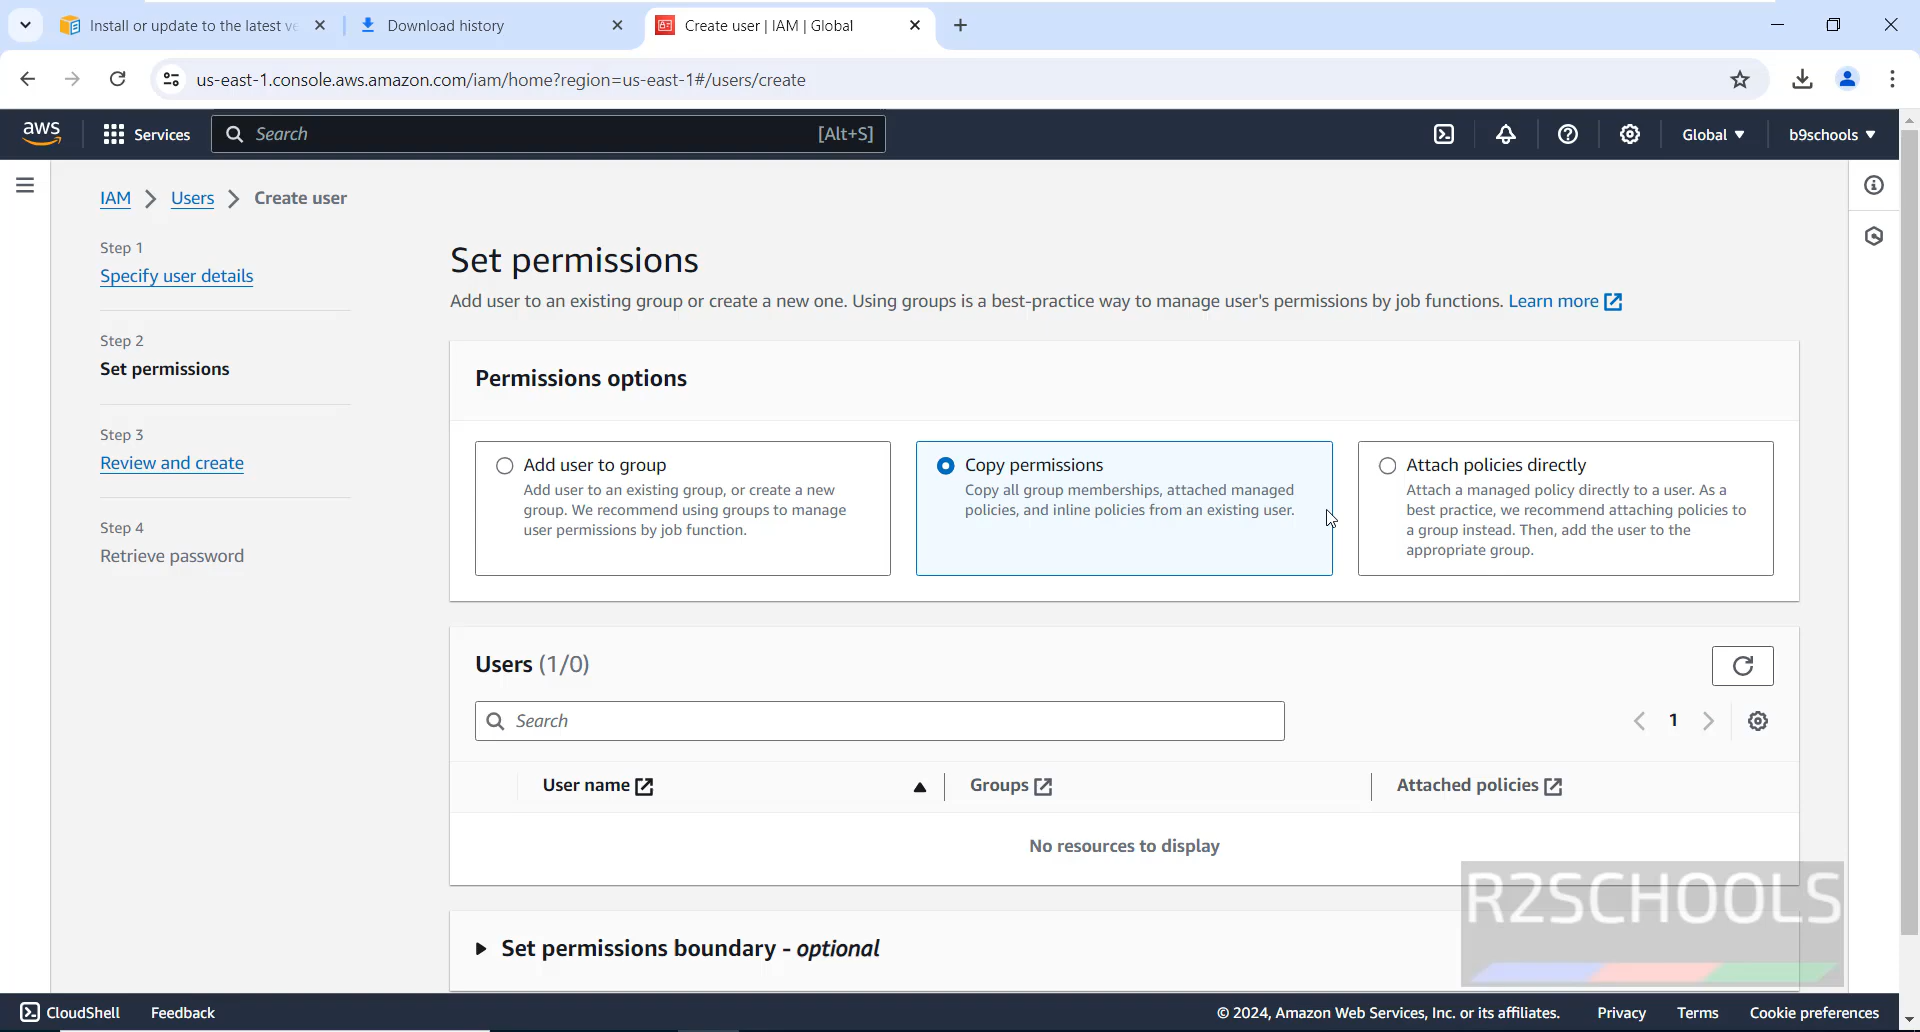 Install or update to the latest ve
Download history
Create user | IAM | Global
us-east-1.console.aws.amazon.com/iam/home?region=us-east-1#/users/create
aws
Services
Search
[Alt+S]
Global
b9schools
IAM
Users
Create user
Step 1
Specify user details
Step 2
Set permissions
Step 3
Review and create
Step 4
Retrieve password
Set permissions
Add user to an existing group or create a new one. Using groups is a best-practice way to manage user's permissions by job functions. Learn more
Permissions options
Add user to group
Add user to an existing group, or create a new
group. We recommend using groups to manage
user permissions by job function.
Copy permissions
Copy all group memberships, attached managed
policies, and inline policies from an existing user.
Attach policies directly
Attach a managed policy directly to a user. As a
best practice, we recommend attaching policies to
a group instead. Then, add the user to the
appropriate group.
Users (1/0)
Search
1
User name
Groups
Attached policies
No resources to display
R2SCHOOLS
Set permissions boundary - optional
CloudShell
Feedback
© 2024, Amazon Web Services, Inc. or its affiliates.
Privacy
Terms
Cookie preferences